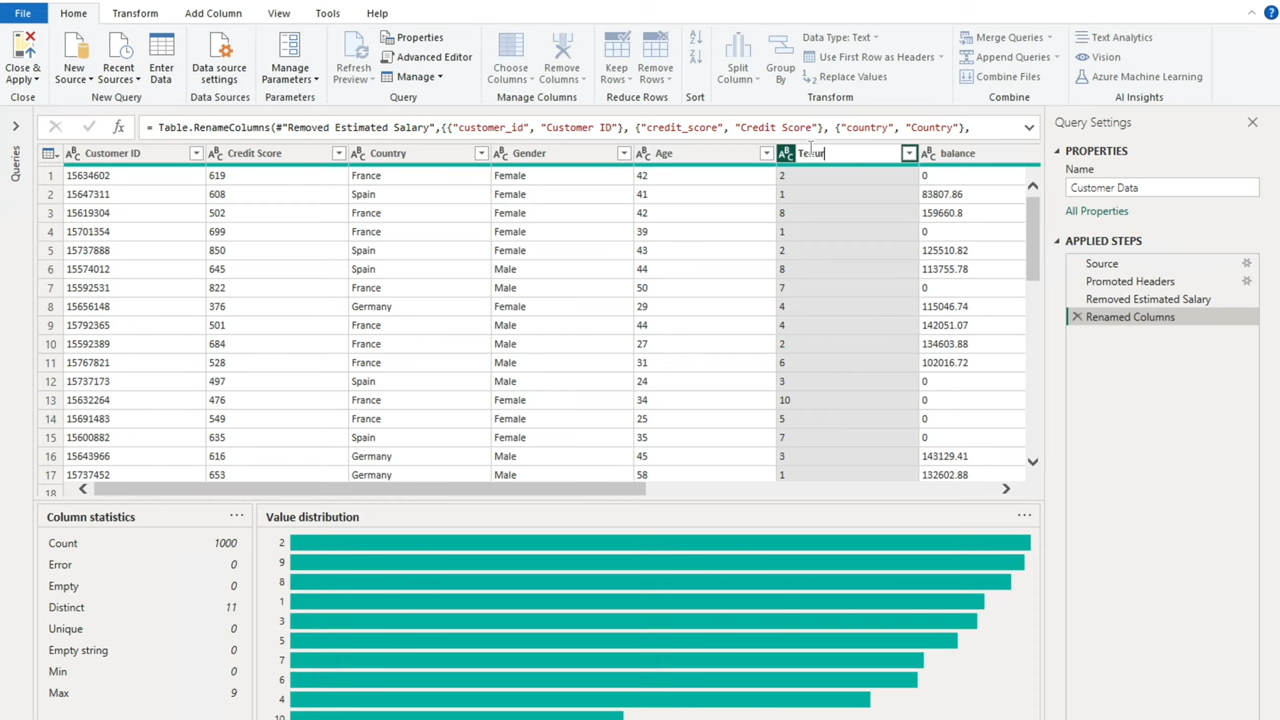 File Home Transform Add Column View Tools Help
Close & Apply
New Source
Recent Sources
Enter Data
Data source settings
Manage Parameters
Refresh Preview
Properties
Advanced Editor
Manage
Choose Columns
Remove Columns
Keep Rows
Remove Rows
Split Column
Group By
Data Type: Text
Use First Row as Headers
Replace Values
Merge Queries
Append Queries
Combine Files
Text Analytics
Vision
Azure Machine Learning
Close New Query Data Sources Parameters Query Manage Columns Reduce Rows Sort Transform Combine AI Insights
= Table.RenameColumns(#"Removed Estimated Salary",{{"customer_id", "Customer ID"}, {"credit_score", "Credit Score"}, {"country", "Country"},
Customer ID Credit Score Country Gender Age balance
1 15634602 619 France Female 42 2 0
2 15647311 608 Spain Female 41 1 83807.86
3 15619304 502 France Female 42 8 159660.8
4 15701354 699 France Female 39 1 0
5 15737888 850 Spain Female 43 2 125510.82
6 15574012 645 Spain Male 44 8 113755.78
7 15592531 822 France Male 50 7 0
8 15656148 376 Germany Female 29 4 115046.74
9 15792365 501 France Male 44 4 142051.07
10 15592389 684 France Male 27 2 134603.88
11 15767821 528 France Male 31 6 102016.72
12 15737173 497 Spain Male 24 3 0
13 15632264 476 France Female 34 10 0
14 15691483 549 France Female 25 5 0
15 15600882 635 Spain Female 35 7 0
16 15643966 616 Germany Male 45 3 143129.41
17 15737452 653 Germany Male 58 1 132602.88
18
Queries
Query Settings
PROPERTIES
Name
Customer Data
All Properties
APPLIED STEPS
Source
Promoted Headers
Removed Estimated Salary
Renamed Columns
Column statistics
Count 1000
Error 0
Empty 0
Distinct 11
Unique 0
Empty string 0
Min 0
Max 9
Value distribution
2
9
8
1
3
5
7
6
4
10